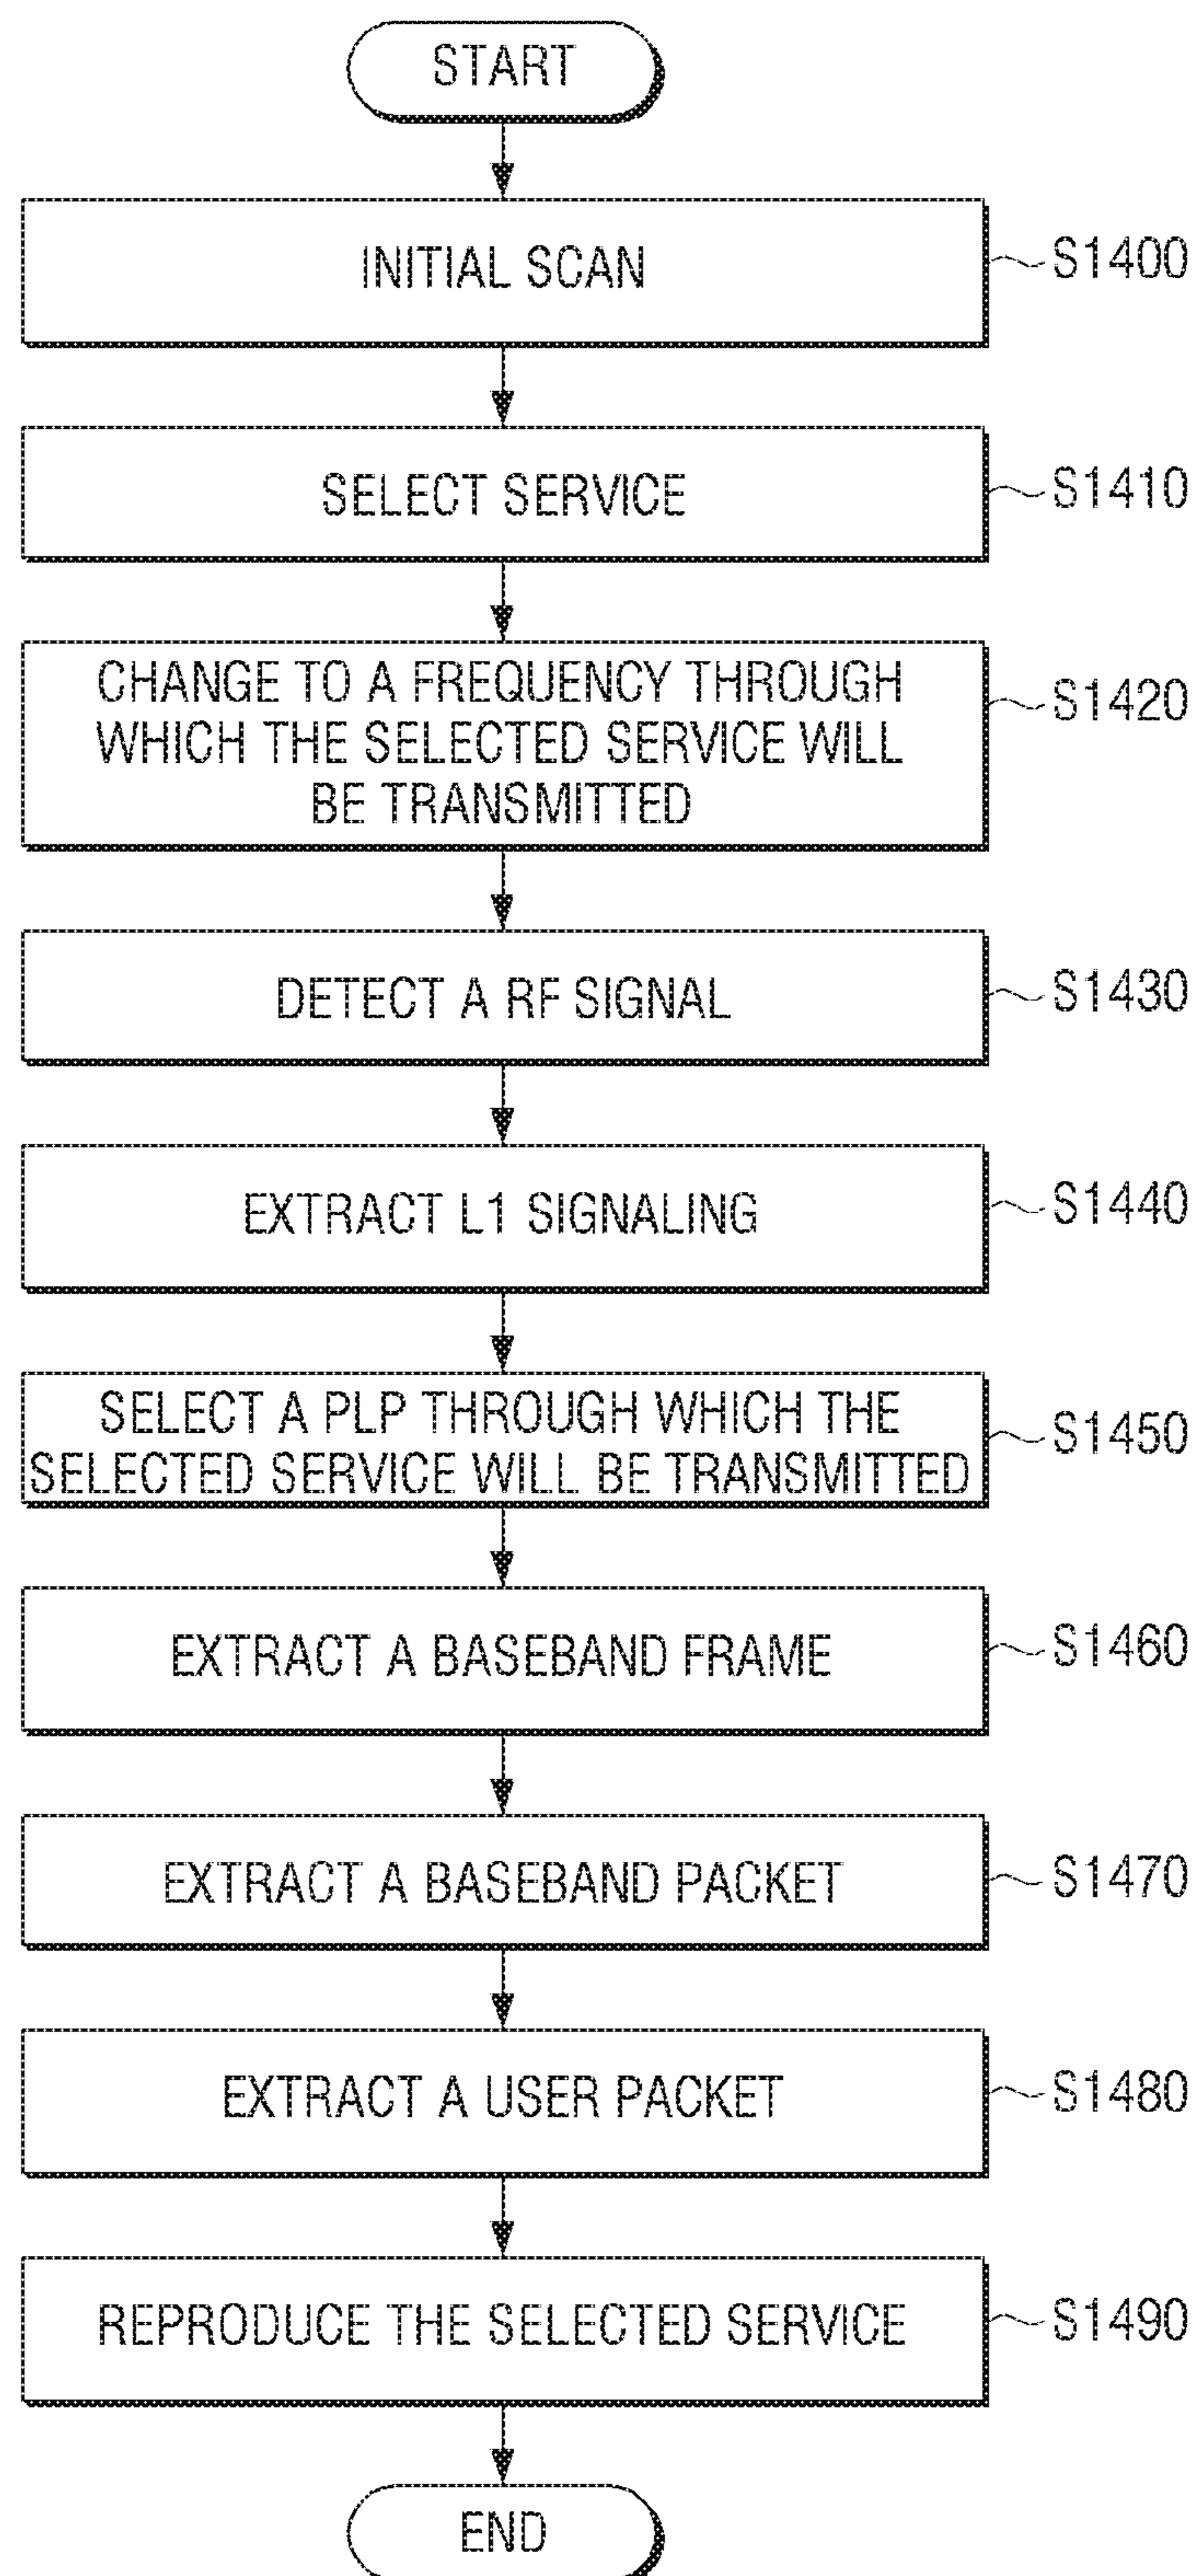 START
INITIAL SCAN
S1400
SELECT SERVICE
S1410
CHANGE TO A FREQUENCY THROUGH
WHICH THE SELECTED SERVICE WILL
BE TRANSMITTED
S1420
DETECT A RF SIGNAL
S1430
EXTRACT L1 SIGNALING
S1440
SELECT A PLP THROUGH WHICH THE
SELECTED SERVICE WILL BE TRANSMITTED
S1450
EXTRACT A BASEBAND FRAME
S1460
EXTRACT A BASEBAND PACKET
S1470
EXTRACT A USER PACKET
S1480
REPRODUCE THE SELECTED SERVICE
S1490
END